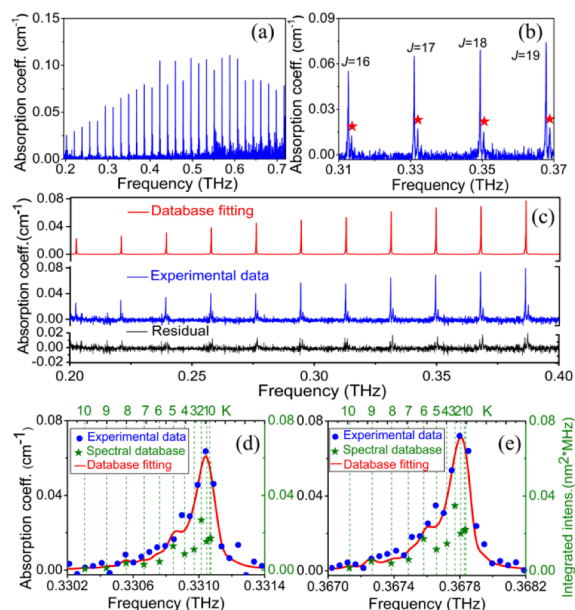 (a)
Absorption coeff. (cm⁻¹)
0.15
0.10
0.05
0.00
0.2 0.3 0.4 0.5 0.6 0.7
Frequency (THz)
(b)
Absorption coeff. (cm⁻¹)
0.09
0.06
0.03
0.00
J=16 J=17 J=18 J=19
0.31 0.33 0.35 0.37
Frequency (THz)
(c)
Absorption coeff.(cm⁻¹)
0.08
0.04
0.00
Database fitting
0.08
0.04
0.00
Experimental data
0.02
0.00
-0.02
Residual
0.20 0.25 0.30 0.35 0.40
Frequency (THz)
10 9 8 7 6 5 4 3 2 1 0 K
(d)
Absorption coeff. (cm⁻¹)
0.08
0.04
0.00
Experimental data
Spectral database
Database fitting
0.3302 0.3306 0.3310 0.3314
Frequency (THz)
10 9 8 7 6 5 4 3 2 1 0 K
(e)
0.08
0.04
0.00
Experimental data
Spectral database
Database fitting
0.08
0.04
0.00
Integrated intens.(nm²*MHz)
0.3670 0.3674 0.3678 0.3682
Frequency (THz)